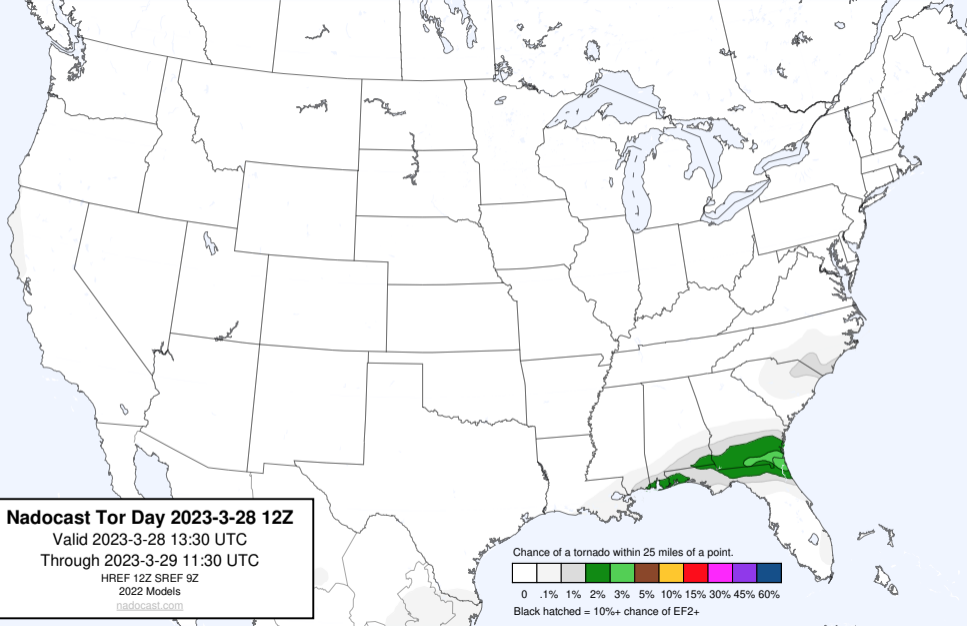 Nadocast Tor Day 2023-3-28 12Z
Valid 2023-3-28 13:30 UTC
Through 2023-3-29 11:30 UTC
HREF 12Z SREF 9Z
2022 Models
nadocast.com
Chance of a tornado within 25 miles of a point.
0 .1% 1% 2% 3% 5% 10% 15% 30% 45% 60%
Black hatched = 10%+ chance of EF2+